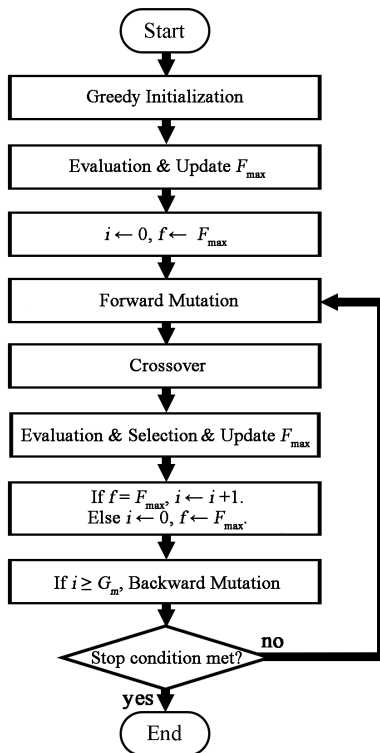 Start
Greedy Initialization
Evaluation & Update Fmax
i ← 0, f ← Fmax
Forward Mutation
Crossover
Evaluation & Selection & Update Fmax
If f = Fmax, i ← i +1.
Else i ← 0, f ← Fmax.
If i ≥ Gm, Backward Mutation
Stop condition met?
no
yes
End